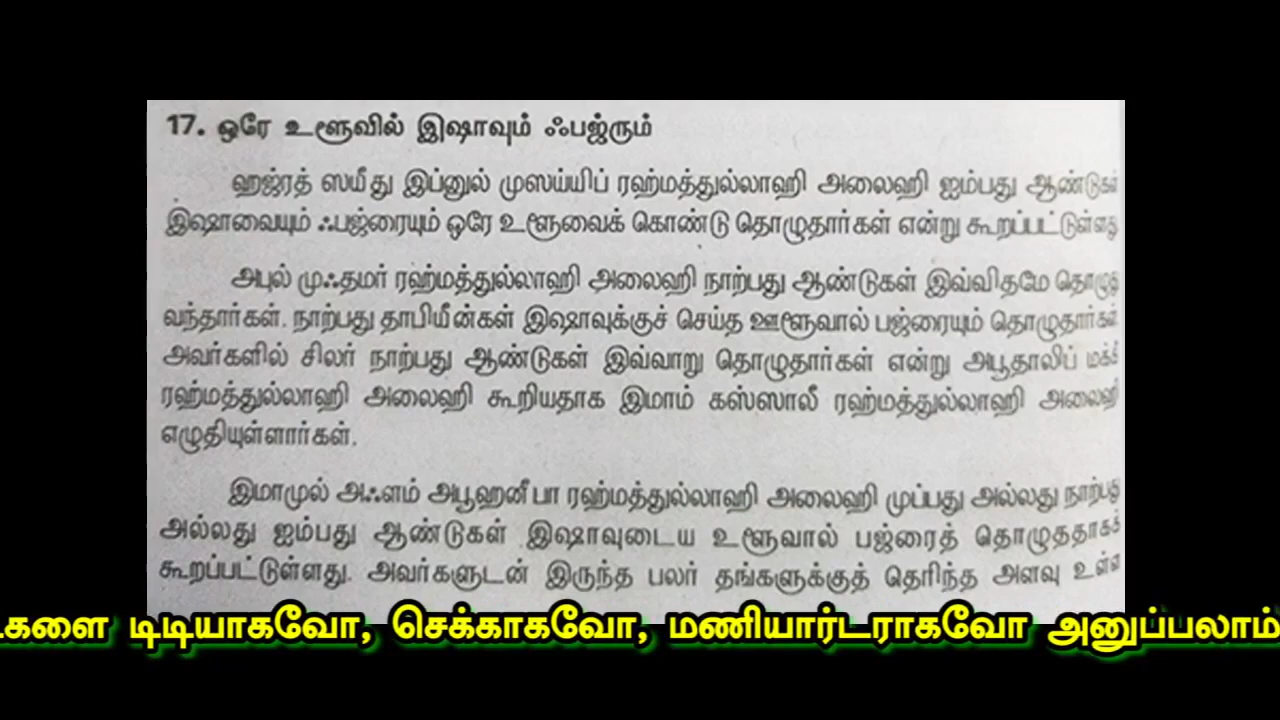 17. ஒரே உளூவில் இஷாவும் ஃபஜ்ரும்
ஹஜ்ரத் ஸயீது இப்னுல் முஸய்யிப் ரஹ்மத்துல்லாஹி அலைஹி ஐம்பது ஆண்டுகள்
இஷாவையும் ஃபஜ்ரையும் ஒரே உளூவைக் கொண்டு தொழுதார்கள் என்று கூறப்பட்டுள்ளது
அபுல் முஃதமர் ரஹ்மத்துல்லாஹி அலைஹி நாற்பது ஆண்டுகள் இவ்விதமே தொழுது
வந்தார்கள். நாற்பது தாபியீன்கள் இஷாவுக்குச் செய்த ஊளூவால் பஜ்ரையும் தொழுதார்கள்
அவர்களில் சிலர் நாற்பது ஆண்டுகள் இவ்வாறு தொழுதார்கள் என்று அபூதாலிப் மக்கீ
ரஹ்மத்துல்லாஹி அலைஹி கூறியதாக இமாம் கஸ்ஸாலீ ரஹ்மத்துல்லாஹி அலைஹி
எழுதியுள்ளார்கள்.
இமாமுல் அஃளம் அபூஹனீபா ரஹ்மத்துல்லாஹி அலைஹி முப்பது அல்லது நாற்பது
அல்லது ஐம்பது ஆண்டுகள் இஷாவுடைய உளூவால் பஜ்ரைத் தொழுததாகக்
கூறப்பட்டுள்ளது. அவர்களுடன் இருந்த பலர் தங்களுக்குத் தெரிந்த அளவு உள்ள
களை டிடியாகவோ, செக்காகவோ, மணியார்டராகவோ அனுப்பலாம்